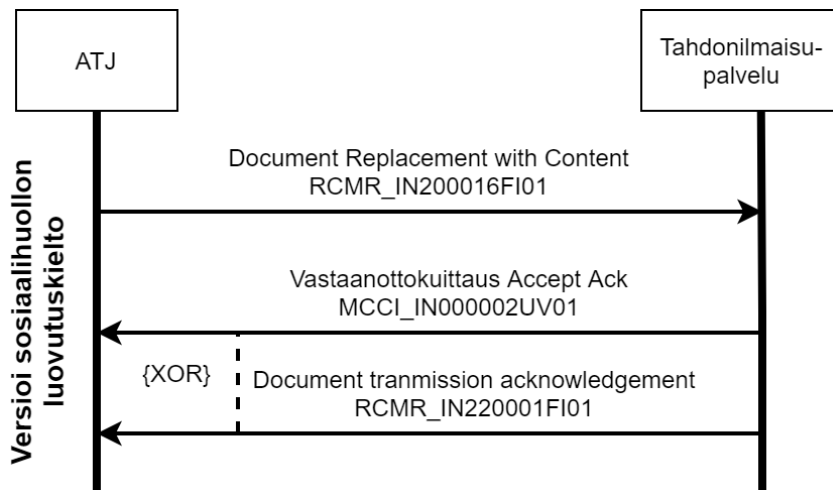 ATJ
Tahdonilmaisu-
palvelu
Versioi sosiaalihuollon
luovutuskielto
Document Replacement with Content
RCMR_IN200016FI01
Vastaanottokuittaus Accept Ack
MCCI_IN000002UV01
{XOR}
Document tranmission acknowledgement
RCMR_IN220001FI01